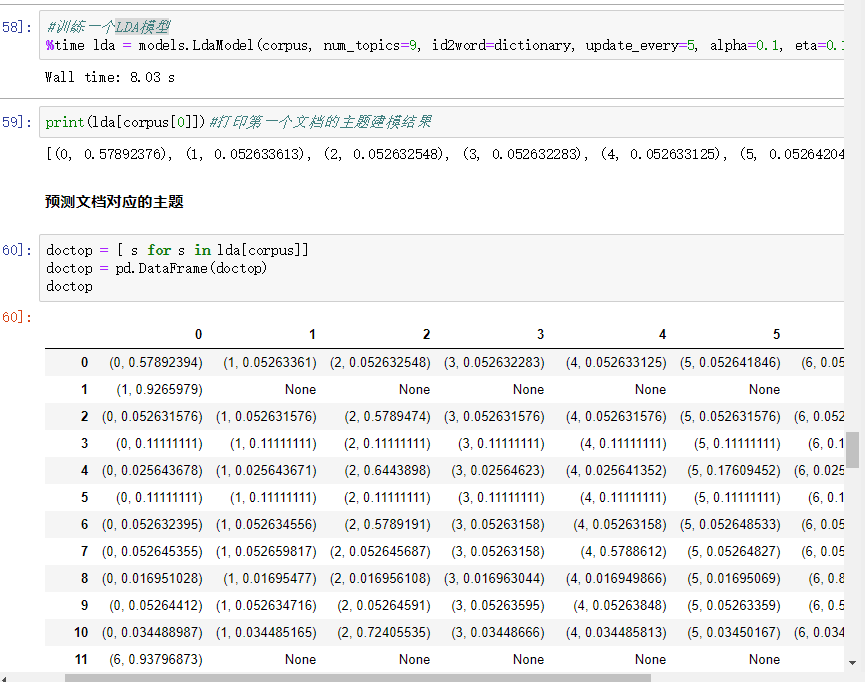 58]:
#训练一个LDA模型
%time lda = models.LdaModel(corpus, num_topics=9, id2word=dictionary, update_every=5, alpha=0.1, eta=0.1
Wall time: 8.03 s
59]:
print(lda[corpus[0]])#打印第一个文档的主题建模结果
[(0, 0.57892376), (1, 0.052633613), (2, 0.052632548), (3, 0.052632283), (4, 0.052633125), (5, 0.05264204
预测文档对应的主题
60]:
doctop = [ s for s in lda[corpus]]
doctop = pd.DataFrame(doctop)
doctop
60]:
0 1 2 3 4 5
0 (0, 0.57892394) (1, 0.05263361) (2, 0.052632548) (3, 0.052632283) (4, 0.052633125) (5, 0.052641846) (6, 0.05
1 (1, 0.9265979) None None None None None
2 (0, 0.052631576) (1, 0.052631576) (2, 0.5789474) (3, 0.052631576) (4, 0.052631576) (5, 0.052631576) (6, 0.052
3 (0, 0.11111111) (1, 0.11111111) (2, 0.11111111) (3, 0.11111111) (4, 0.11111111) (5, 0.11111111) (6, 0.1
4 (0, 0.025643678) (1, 0.025643671) (2, 0.6443898) (3, 0.02564623) (4, 0.025641352) (5, 0.17609452) (6, 0.025
5 (0, 0.11111111) (1, 0.11111111) (2, 0.11111111) (3, 0.11111111) (4, 0.11111111) (5, 0.11111111) (6, 0.1
6 (0, 0.052632395) (1, 0.052634556) (2, 0.5789191) (3, 0.05263158) (4, 0.05263158) (5, 0.052648533) (6, 0.05
7 (0, 0.052645355) (1, 0.052659817) (2, 0.052645687) (3, 0.05263158) (4, 0.5788612) (5, 0.05264827) (6, 0.05
8 (0, 0.016951028) (1, 0.01695477) (2, 0.016956108) (3, 0.016963044) (4, 0.016949866) (5, 0.01695069) (6, 0.8
9 (0, 0.05264412) (1, 0.052634716) (2, 0.05264591) (3, 0.05263595) (4, 0.05263848) (5, 0.05263359) (6, 0.5
10 (0, 0.034488987) (1, 0.034485165) (2, 0.72405535) (3, 0.03448666) (4, 0.034485813) (5, 0.03450167) (6, 0.034
11 (6, 0.93796873) None None None None None